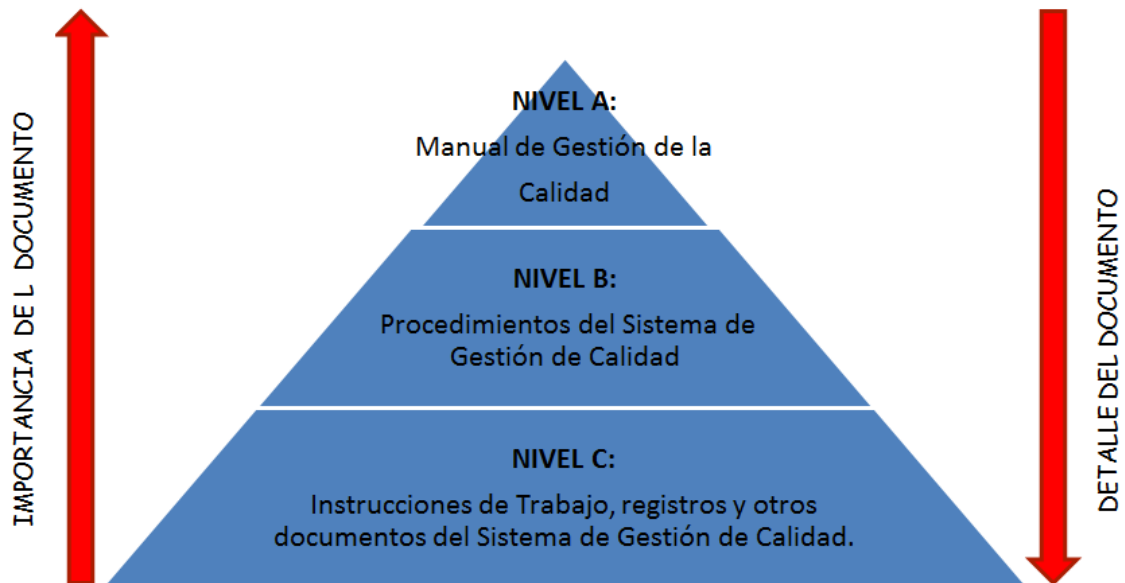 IMPORTANCIA DE L DOCUMENTO
NIVEL A:
Manual de Gestión de la
Calidad
NIVEL B:
Procedimientos del Sistema de
Gestión de Calidad
NIVEL C:
Instrucciones de Trabajo, registros y otros
documentos del Sistema de Gestión de Calidad.
DETALLE DEL DOCUMENTO